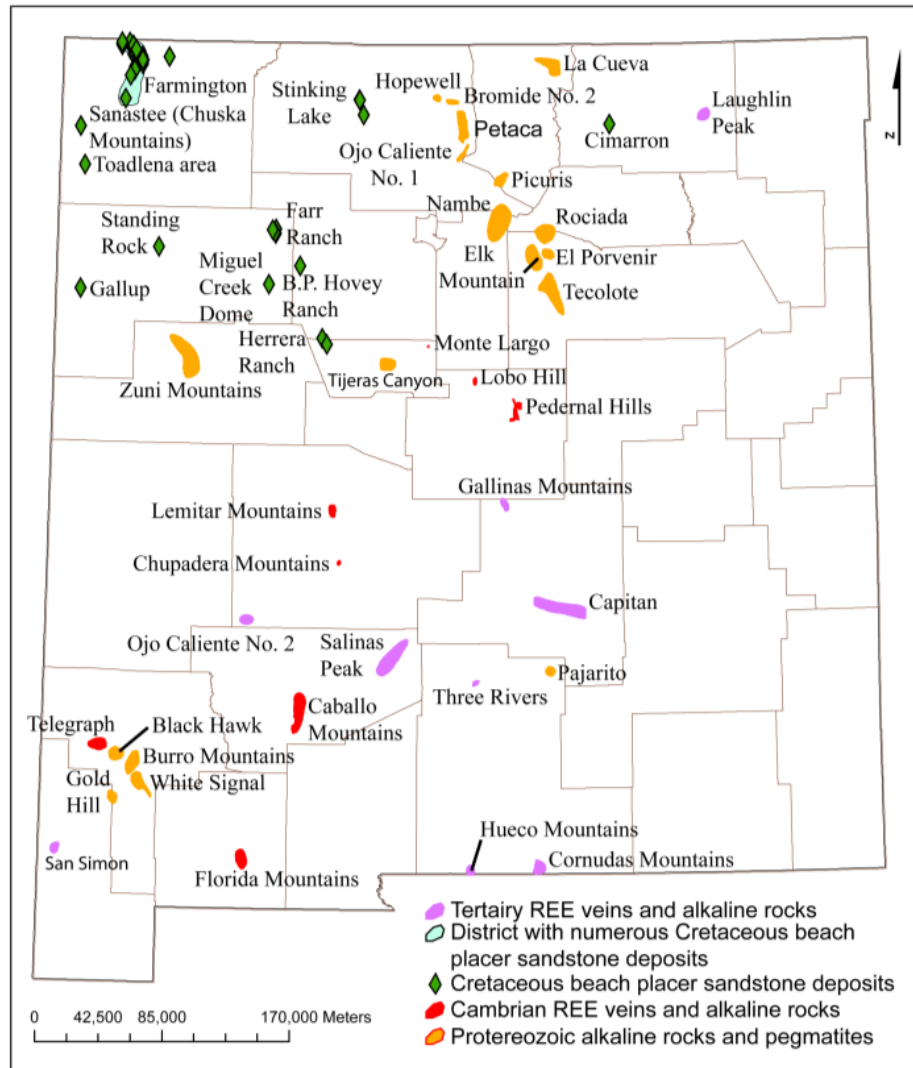 La Cueva
Hopewell
Farmington
Stinking
Lake
Bromide No. 2
Laughlin
Peak
Sanastee (Chuska
Mountains)
Petaca
Cimarron
z
Toadlena area
Ojo Caliente
No. 1
Picuris
Nambe
Farr
Ranch
Standing
Rock
Rociada
Elk
Mountain
El Porvenir
Miguel
Creek
Dome
B.P. Hovey
Ranch
Gallup
Tecolote
Herrera
Ranch
Monte Largo
Tijeras Canyon
Lobo Hill
Zuni Mountains
Pedernal Hills
Gallinas Mountains
Lemitar Mountains
Chupadera Mountains
Capitan
Ojo Caliente No. 2
Salinas
Peak
Pajarito
Three Rivers
Caballo
Mountains
Telegraph
Black Hawk
Burro Mountains
Gold
Hill
White Signal
Hueco Mountains
San Simon
Cornudas Mountains
Florida Mountains
Tertairy REE veins and alkaline rocks
District with numerous Cretaceous beach
placer sandstone deposits
Cretaceous beach placer sandstone deposits
Cambrian REE veins and alkaline rocks
Protereozoic alkaline rocks and pegmatites
0 42,500 85,000 170,000 Meters